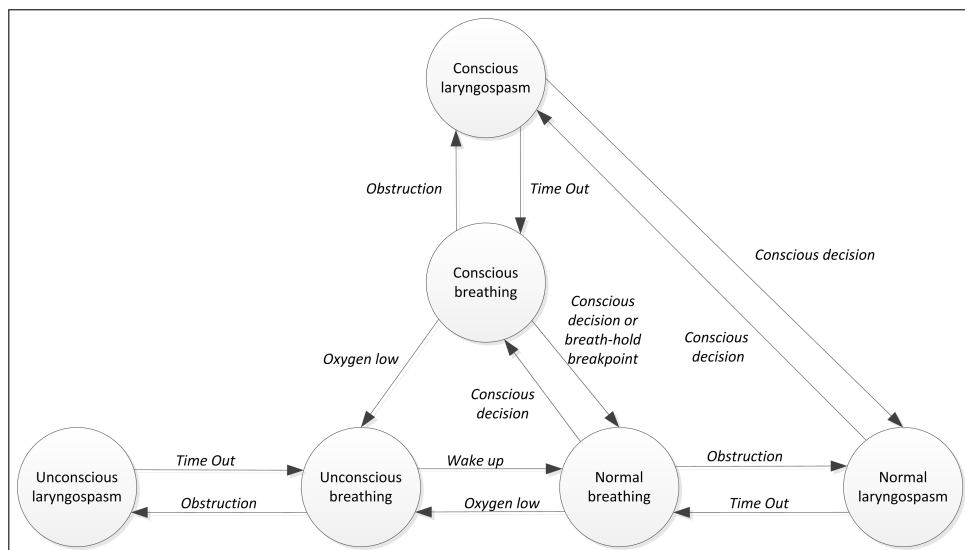 Conscious
laryngospasm
Obstruction
Time Out
Conscious
breathing
Conscious decision
Conscious
decision or
breath-hold
breakpoint
Conscious
decision
Oxygen low
Conscious
decision
Unconscious
laryngospasm
Time Out
Obstruction
Unconscious
breathing
Wake up
Oxygen low
Normal
breathing
Obstruction
Time Out
Normal
laryngospasm